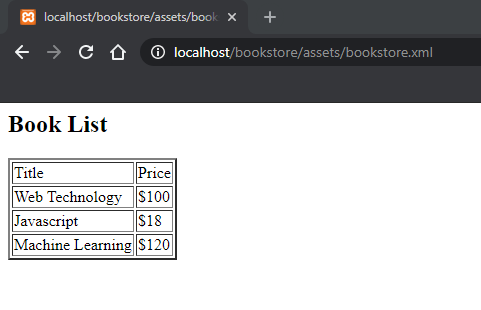 localhost/bookstore/assets/book
localhost/bookstore/assets/bookstore.xml
Book List
Title Price
Web Technology $100
Javascript $18
Machine Learning $120